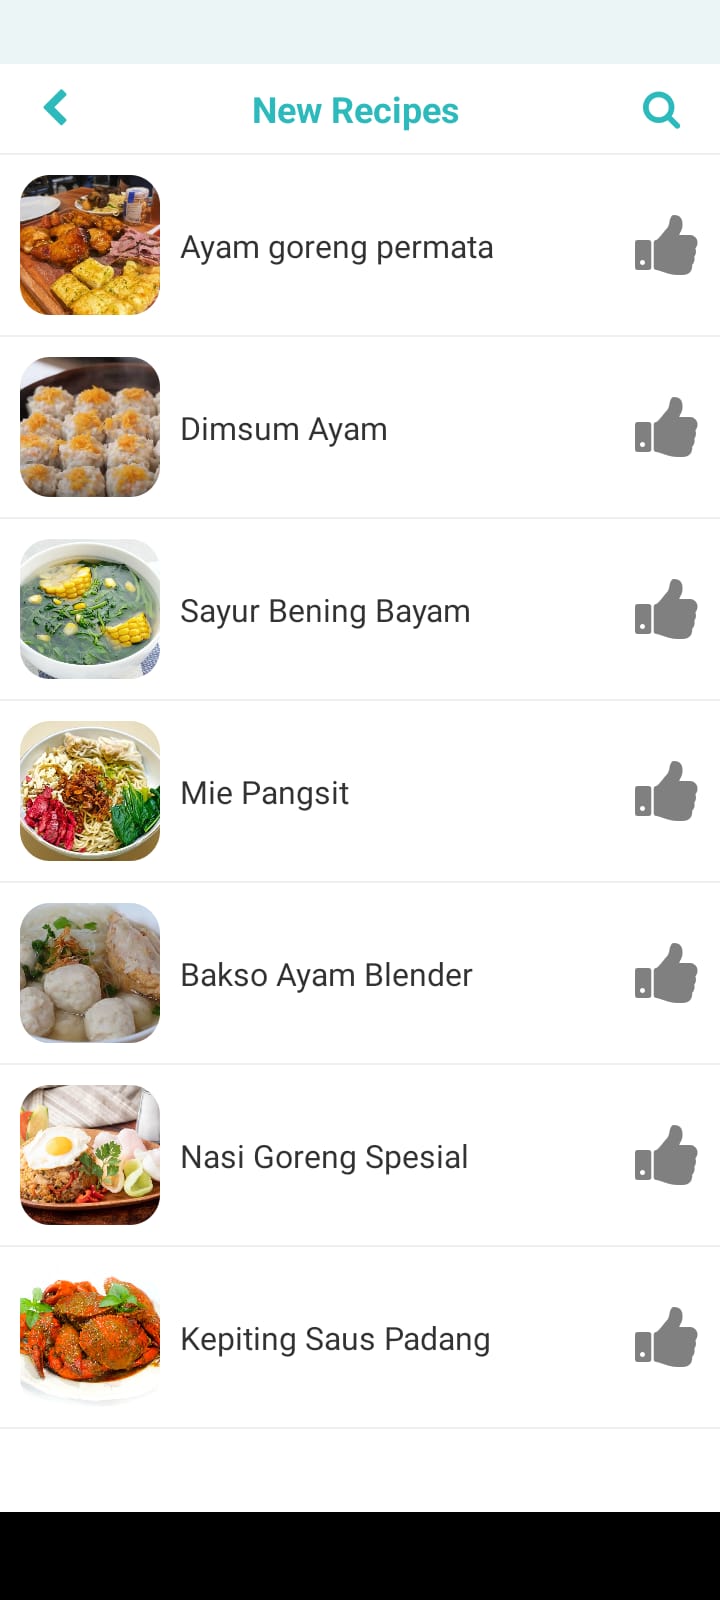 New Recipes
Ayam goreng permata
Dimsum Ayam
Sayur Bening Bayam
Mie Pangsit
Bakso Ayam Blender
Nasi Goreng Spesial
Kepiting Saus Padang